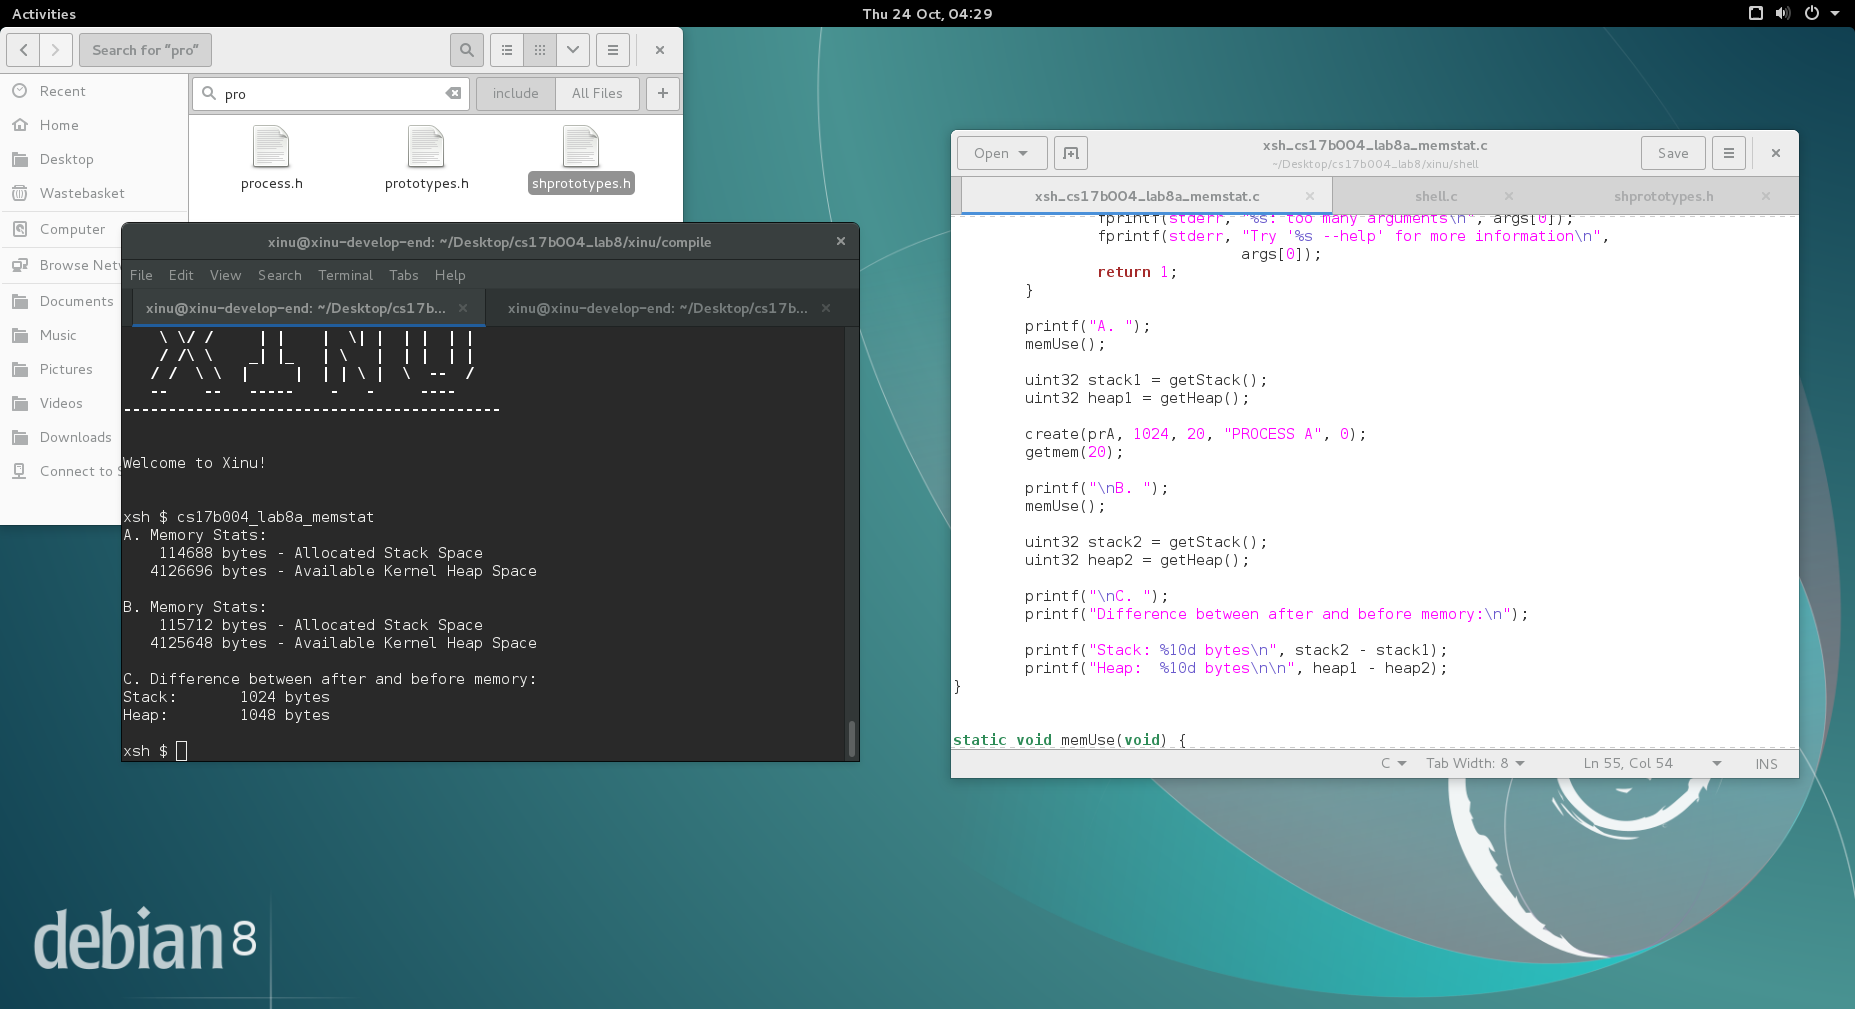 Activities
Thu 24 Oct, 04:29
Search for “pro”
Recent
Home
Desktop
Wastebasket
Computer
Browse Net
Documents
Music
Pictures
Videos
Downloads
Connect to S
pro
include
All Files
process.h
prototypes.h
shprototypes.h
xinu@xinu-develop-end: ~/Desktop/cs17b004_lab8/xinu/compile
File Edit View Search Terminal Tabs Help
xinu@xinu-develop-end: ~/Desktop/cs17b...
xinu@xinu-develop-end: ~/Desktop/cs17b...
Welcome to Xinu!
xsh $ cs17b004_lab8a_memstat
A. Memory Stats:
114688 bytes - Allocated Stack Space
4126696 bytes - Available Kernel Heap Space
B. Memory Stats:
115712 bytes - Allocated Stack Space
4125648 bytes - Available Kernel Heap Space
C. Difference between after and before memory:
Stack: 1024 bytes
Heap: 1048 bytes
xsh $
Open
xsh_cs17b004_lab8a_memstat.c
~/Desktop/cs17b004_lab8/xinu/shell
Save
xsh_cs17b004_lab8a_memstat.c
shell.c
shprototypes.h
fprintf(stderr, "%s: too many arguments\n", args[0]);
fprintf(stderr, "Try '%s --help' for more information\n",
args[0]);
return 1;
}
printf("A. ");
memUse();
uint32 stack1 = getStack();
uint32 heap1 = getHeap();
create(prA, 1024, 20, "PROCESS A", 0);
getmem(20);
printf("\nB. ");
memUse();
uint32 stack2 = getStack();
uint32 heap2 = getHeap();
printf("\nC. ");
printf("Difference between after and before memory:\n");
printf("Stack: %10d bytes\n", stack2 - stack1);
printf("Heap:  %10d bytes\n\n", heap1 - heap2);
}
static void memUse(void) {
C
Tab Width: 8
Ln 55, Col 54
INS
debian 8